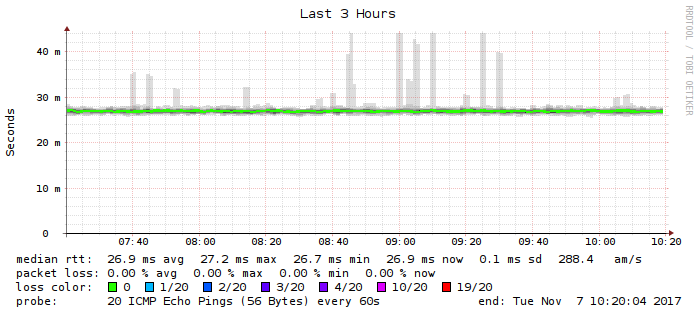 Last 3 Hours
RRDTOOL / TOBI OETIKER
Seconds
40 m
30 m
20 m
10 m
0
07:40 08:00 08:20 08:40 09:00 09:20 09:40 10:00 10:20
median rtt: 26.9 ms avg 27.2 ms max 26.7 ms min 26.9 ms now 0.1 ms sd 288.4 am/s
packet loss: 0.00 % avg 0.00 % max 0.00 % min 0.00 % now
loss color: 0 1/20 2/20 3/20 4/20 10/20 19/20
probe: 20 ICMP Echo Pings (56 Bytes) every 60s end: Tue Nov 7 10:20:04 2017